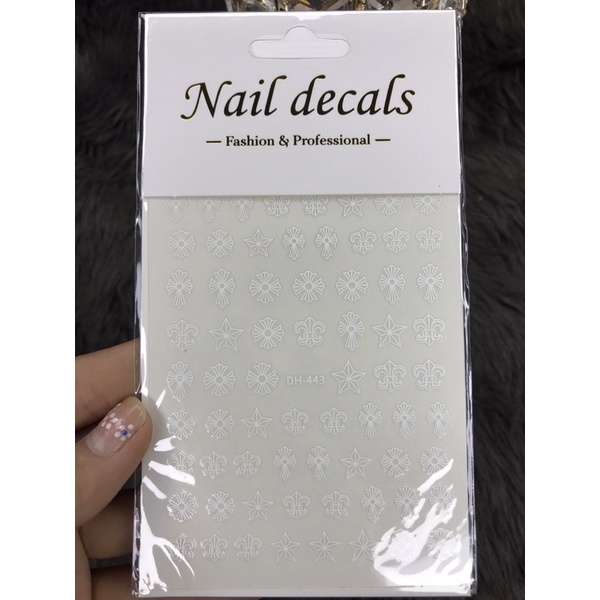 Nail decals
— Fashion & Professional —
DH-443